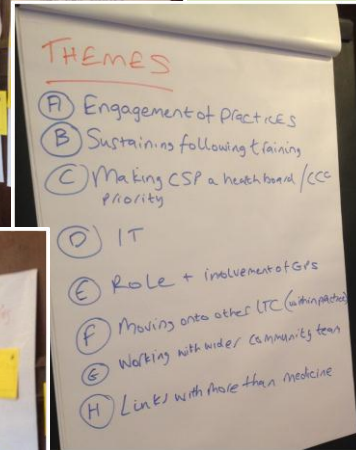 THEMES
A Engagement of Practices
B Sustaining following training
C Making CSP a health board / CCG
priority
D IT
E Role + involvement of GPs
F Moving onto other LTC (within practice)
G Working with wider community team
H Links with more than medicine